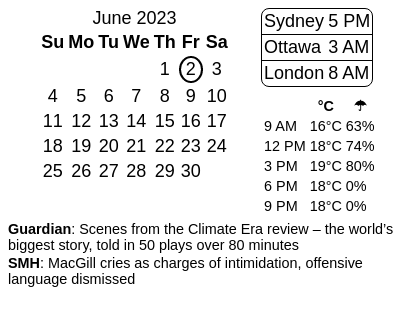 June 2023
Su Mo Tu We Th Fr Sa
1 2 3
4 5 6 7 8 9 10
11 12 13 14 15 16 17
18 19 20 21 22 23 24
25 26 27 28 29 30
Sydney 5 PM
Ottawa 3 AM
London 8 AM
°C ☂
9 AM 16°C 63%
12 PM 18°C 74%
3 PM 19°C 80%
6 PM 18°C 0%
9 PM 18°C 0%
Guardian: Scenes from the Climate Era review – the world's
biggest story, told in 50 plays over 80 minutes
SMH: MacGill cries as charges of intimidation, offensive
language dismissed